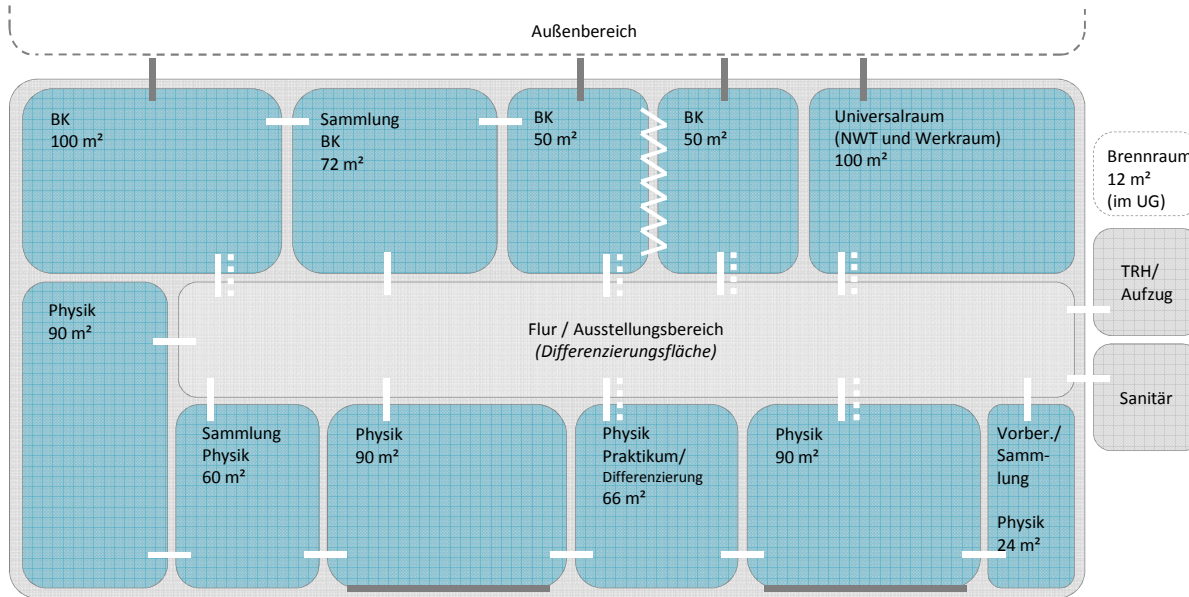 Außenbereich
BK
100 m²
Sammlung
BK
72 m²
BK
50 m²
BK
50 m²
Universalraum
(NWT und Werkraum)
100 m²
Brennraum
12 m²
(im UG)
TRH/
Aufzug
Physik
90 m²
Flur / Ausstellungsbereich
(Differenzierungsfläche)
Sanitär
Sammlung
Physik
60 m²
Physik
90 m²
Physik
Praktikum/
Differenzierung
66 m²
Physik
90 m²
Vorber./
Samm-
lung
Physik
24 m²